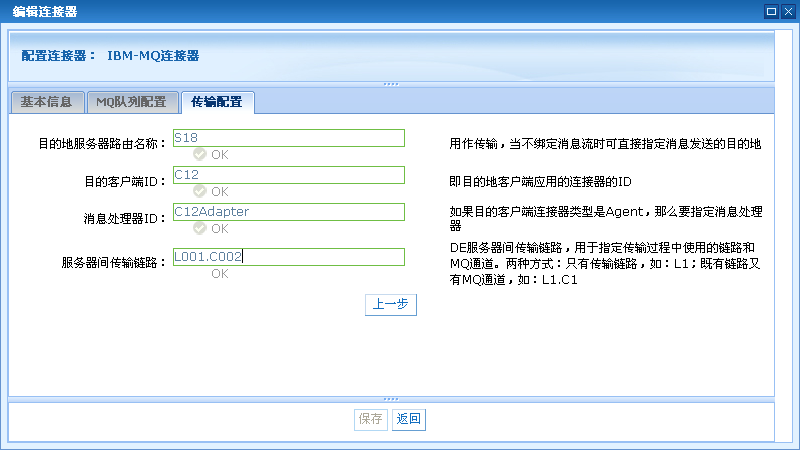 编辑连接器
配置连接器： IBM-MQ连接器
基本信息 MQ队列配置 传输配置
目的地服务器路由名称： S18 用作传输，当不绑定消息流时可直接指定消息发送的目的地
OK
目的客户端ID： C12 即目的地客户端应用的连接器的ID
OK
消息处理器ID： C12Adapter 如果目的客户端连接器类型是Agent，那么要指定消息处理
器
OK
服务器间传输链路： L001.C002 DE服务器间传输链路，用于指定传输过程中使用的链路和
MQ通道。两种方式：只有传输链路，如：L1；既有链路又
OK 有MQ通道，如：L1.C1
上一步
保存 返回